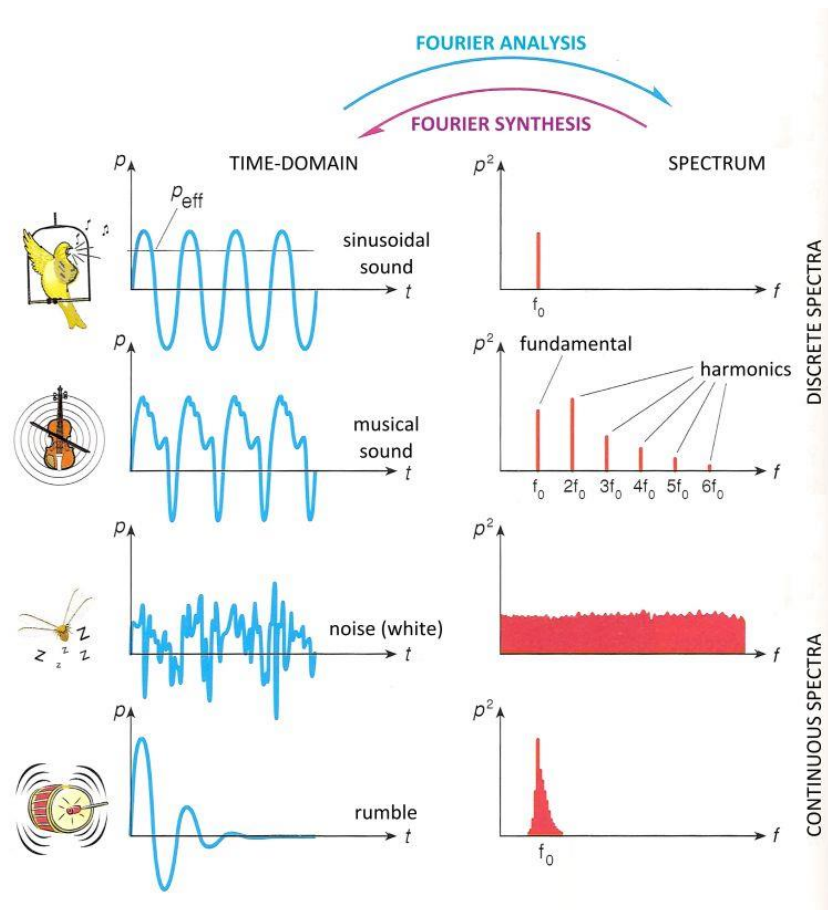 FOURIER ANALYSIS
FOURIER SYNTHESIS
p
TIME-DOMAIN
p²
SPECTRUM
p_eff
sinusoidal
sound
t
f
f₀
DISCRETE SPECTRA
p
p²
fundamental
harmonics
musical
sound
t
f
f₀ 2f₀ 3f₀ 4f₀ 5f₀ 6f₀
p
p²
noise (white)
z z z z
t
f
CONTINUOUS SPECTRA
p
p²
rumble
t
f
f₀